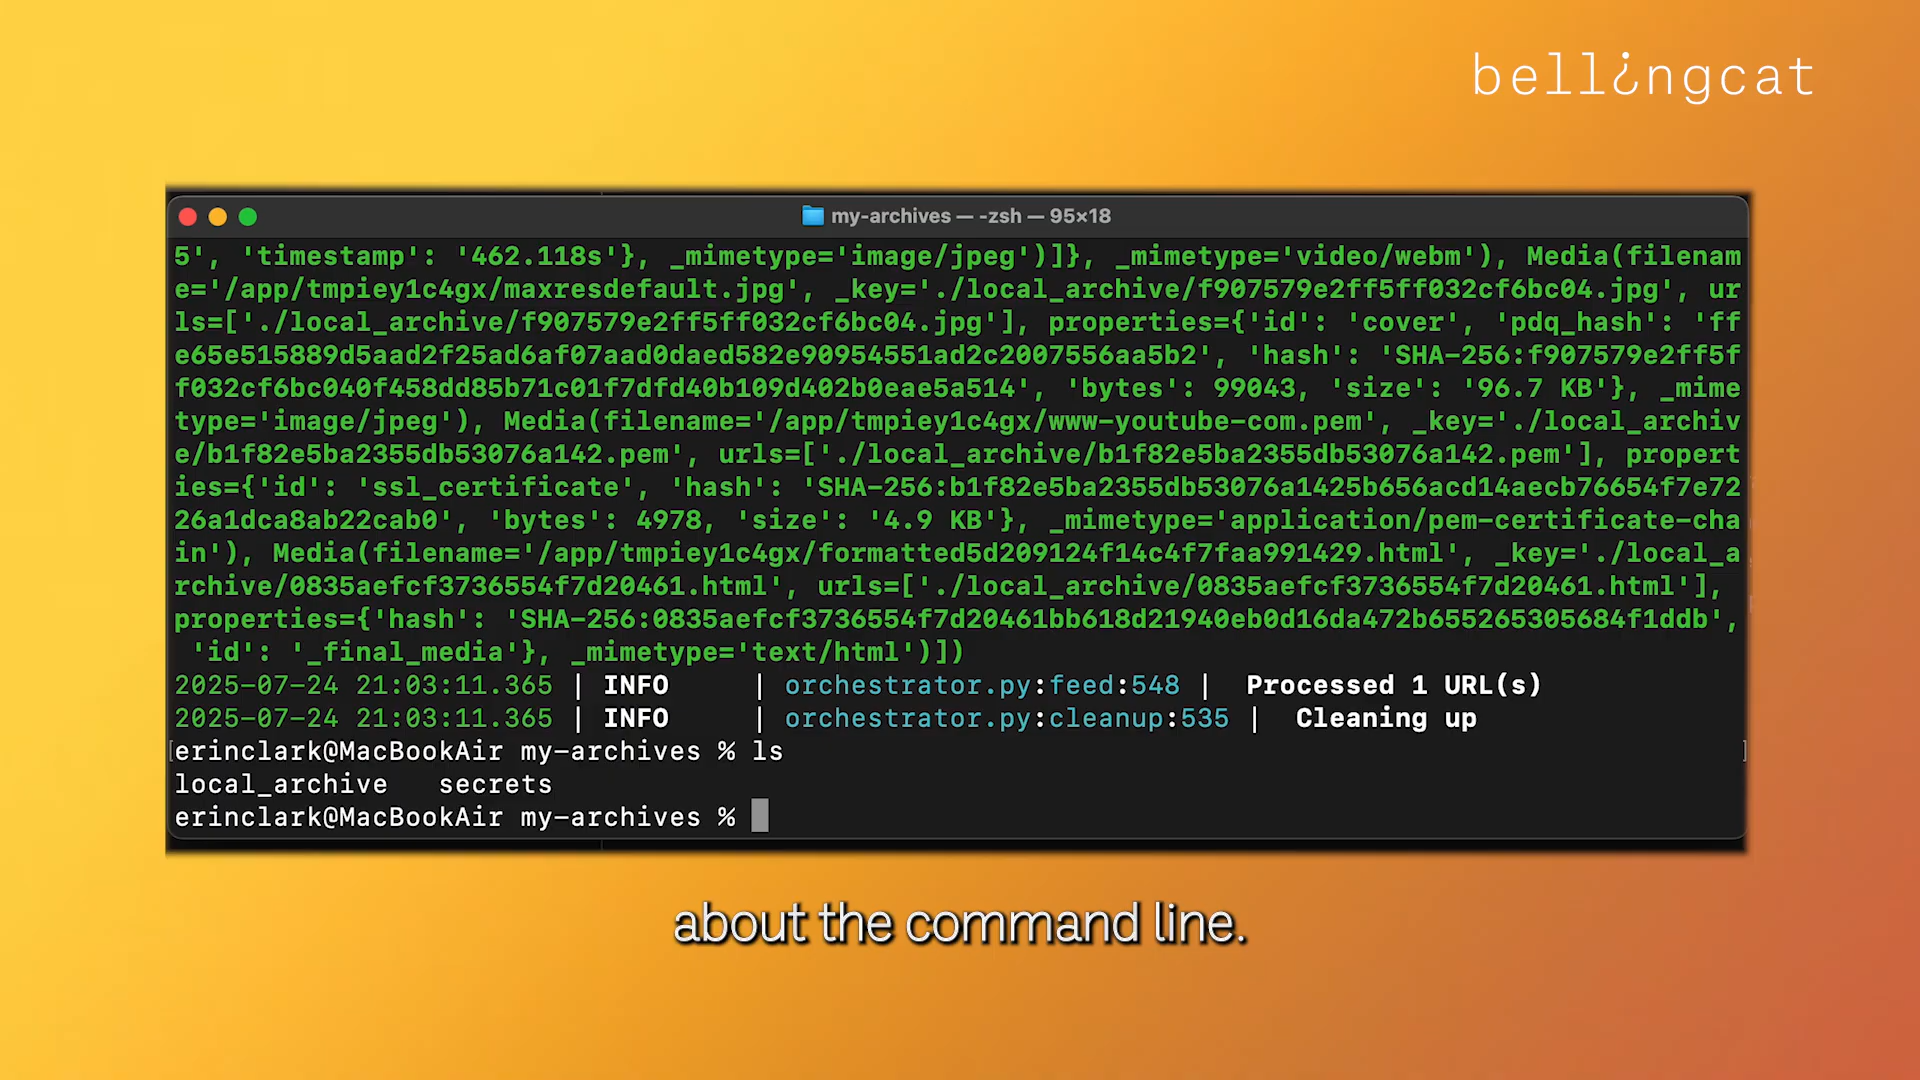 bell¿ngcat
my-archives — -zsh — 95×18
5', 'timestamp': '462.118s'}, _mimetype='image/jpeg')]}, _mimetype='video/webm'), Media(filenam
e='/app/tmpiey1c4gx/maxresdefault.jpg', _key='./local_archive/f907579e2ff5ff032cf6bc04.jpg', ur
ls=['./local_archive/f907579e2ff5ff032cf6bc04.jpg'], properties={'id': 'cover', 'pdq_hash': 'ff
e65e515889d5aad2f25ad6af07aad0daed582e90954551ad2c2007556aa5b2', 'hash': 'SHA-256:f907579e2ff5f
f032cf6bc040f458dd85b71c01f7dfd40b109d402b0eae5a514', 'bytes': 99043, 'size': '96.7 KB'}, _mime
type='image/jpeg'), Media(filename='/app/tmpiey1c4gx/www-youtube-com.pem', _key='./local_archiv
e/b1f82e5ba2355db53076a142.pem', urls=['./local_archive/b1f82e5ba2355db53076a142.pem'], propert
ies={'id': 'ssl_certificate', 'hash': 'SHA-256:b1f82e5ba2355db53076a1425b656acd14aecb76654f7e72
26a1dca8ab22cab0', 'bytes': 4978, 'size': '4.9 KB'}, _mimetype='application/pem-certificate-cha
in'), Media(filename='/app/tmpiey1c4gx/formatted5d209124f14c4f7faa991429.html', _key='./local_a
rchive/0835aefcf3736554f7d20461.html', urls=['./local_archive/0835aefcf3736554f7d20461.html'],
properties={'hash': 'SHA-256:0835aefcf3736554f7d20461bb618d21940eb0d16da472b655265305684f1ddb',
'id': '_final_media'}, _mimetype='text/html')])
2025-07-24 21:03:11.365 | INFO | orchestrator.py:feed:548 | Processed 1 URL(s)
2025-07-24 21:03:11.365 | INFO | orchestrator.py:cleanup:535 | Cleaning up
[erinclark@MacBookAir my-archives % ls ]
local_archive secrets
erinclark@MacBookAir my-archives %
about the command line.